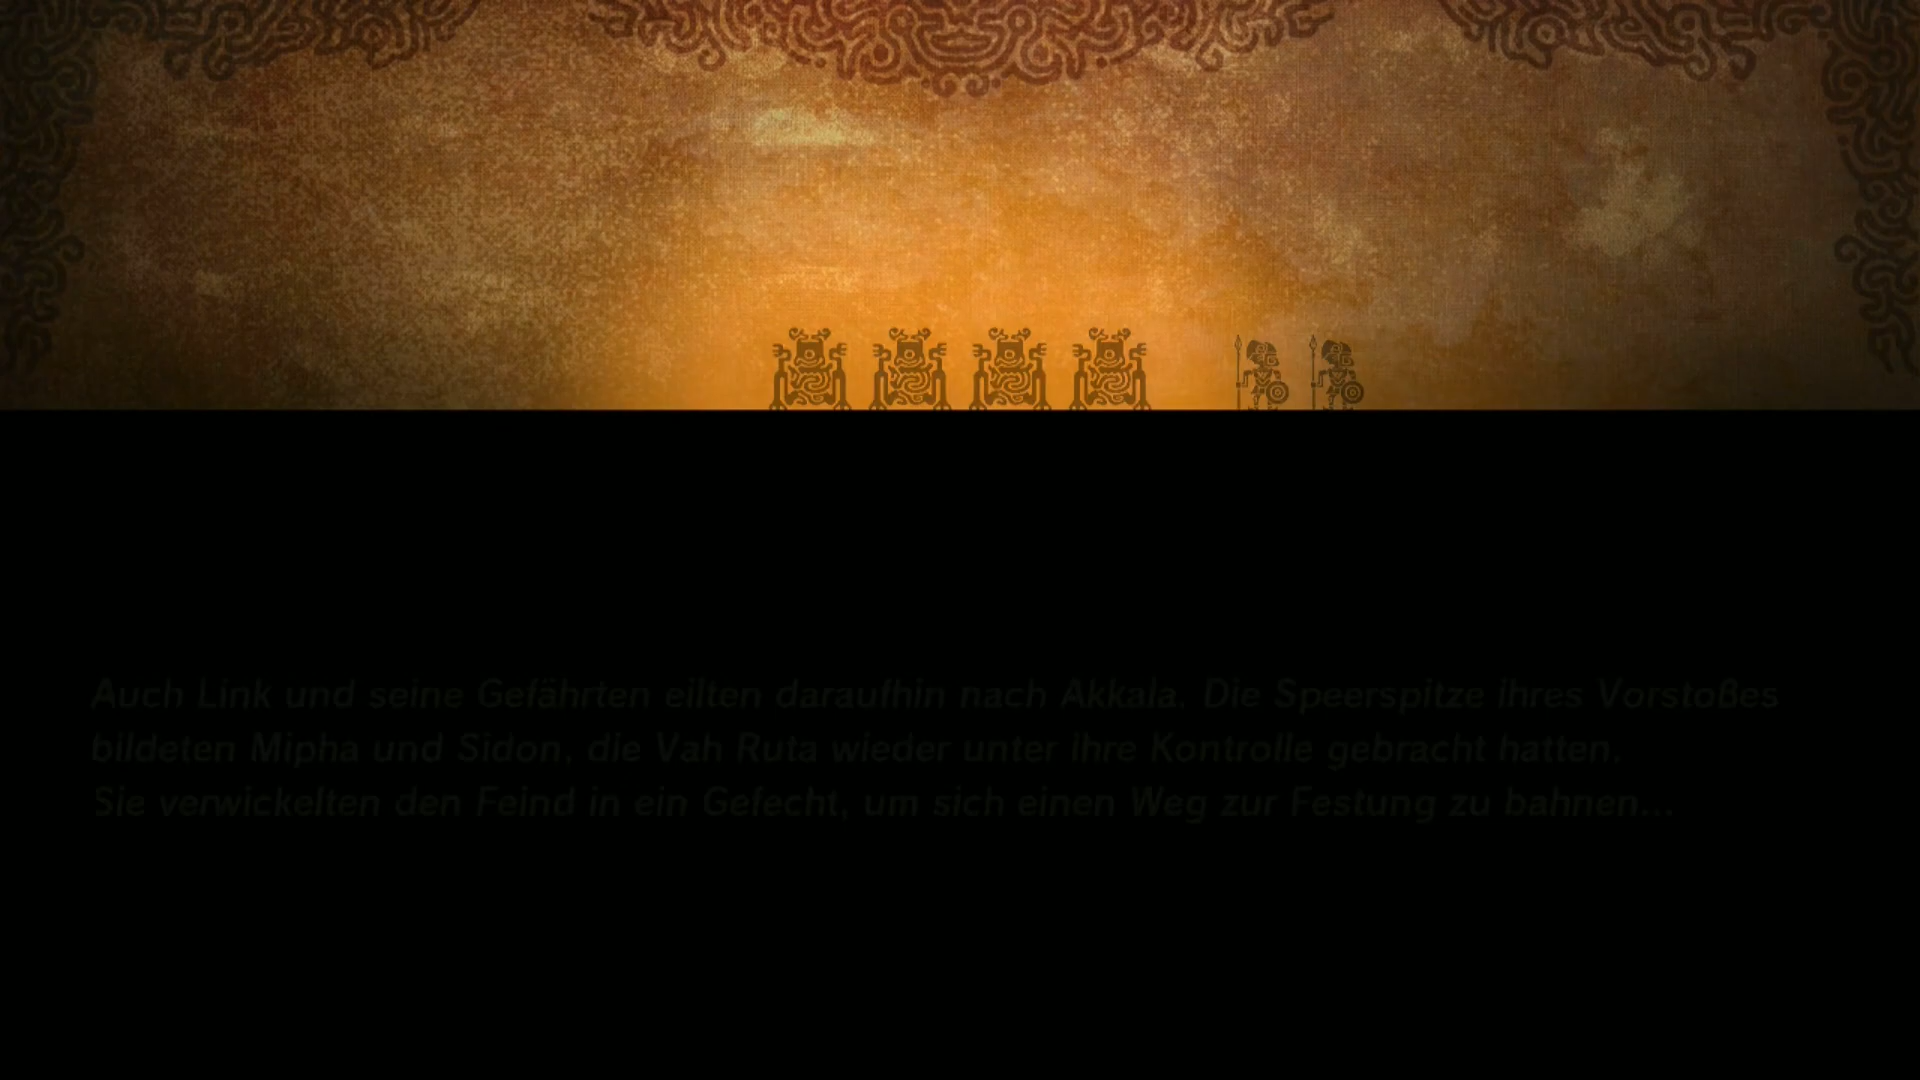 Auch Link und seine Gefährten eilten daraufhin nach Akkala. Die Speerspitze ihres Vorstoßes
bildeten Mipha und Sidon, die Vah Ruta wieder unter ihre Kontrolle gebracht hatten.
Sie verwickelten den Feind in ein Gefecht, um sich einen Weg zur Festung zu bahnen...